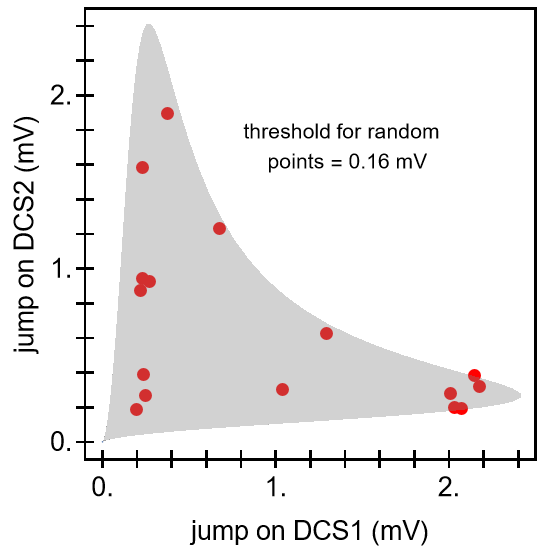 2.
threshold for random
points = 0.16 mV
1.
0.
jump on DCS2 (mV)
0. 1. 2.
jump on DCS1 (mV)